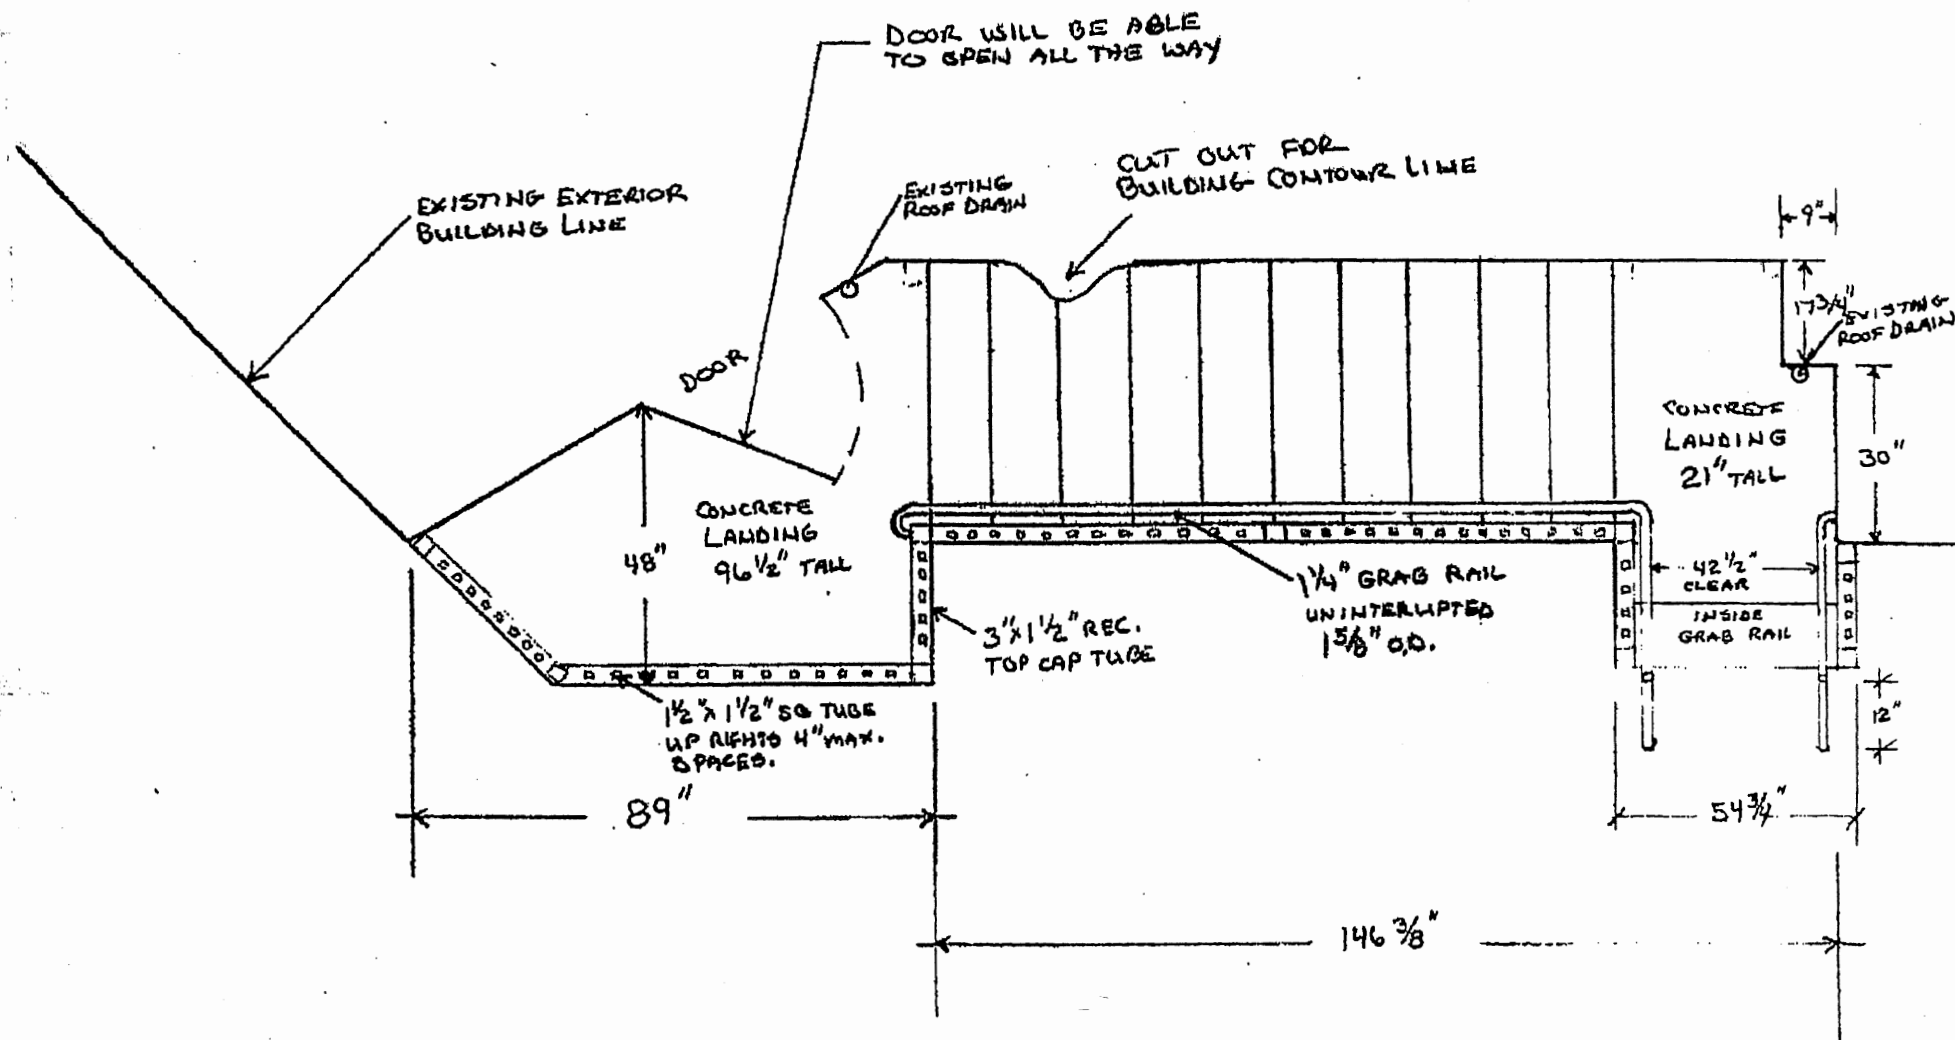 DOOR WILL BE ABLE
TO OPEN ALL THE WAY
CUT OUT FOR
BUILDING CONTOUR LINE
EXISTING
ROOF DRAIN
EXISTING EXTERIOR
BUILDING LINE
9"
17 3/4"
EXISTING
ROOF DRAIN
DOOR
CONCRETE
LANDING
21" TALL
30"
CONCRETE
LANDING
96 1/2" TALL
48"
42 1/2"
CLEAR
INSIDE
GRAB RAIL
1 1/4" GRAB RAIL
UNINTERUPTED
1 5/8" O.D.
3" X 1 1/2" REC.
TOP CAP TUBE
1 1/2" X 1 1/2" SQ TUBE
UP RIGHTS 4" MAX.
SPACES.
12"
89"
54 3/4"
146 3/8"